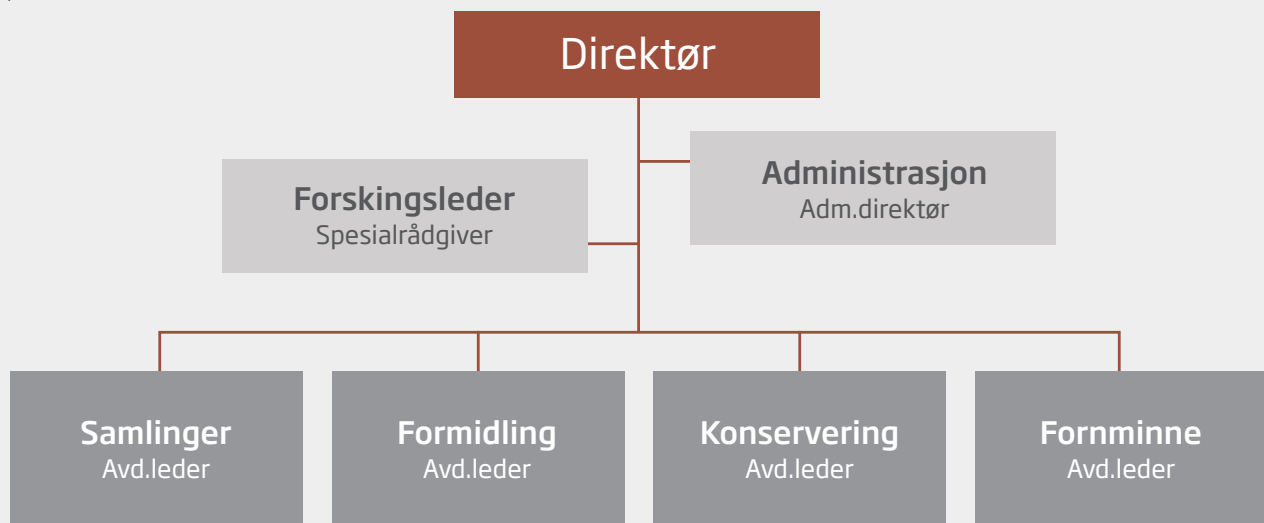 Direktør
Administrasjon
Adm.direktør
Forskingsleder
Spesialrådgiver
Samlinger
Avd.leder
Formidling
Avd.leder
Konservering
Avd.leder
Fornminne
Avd.leder